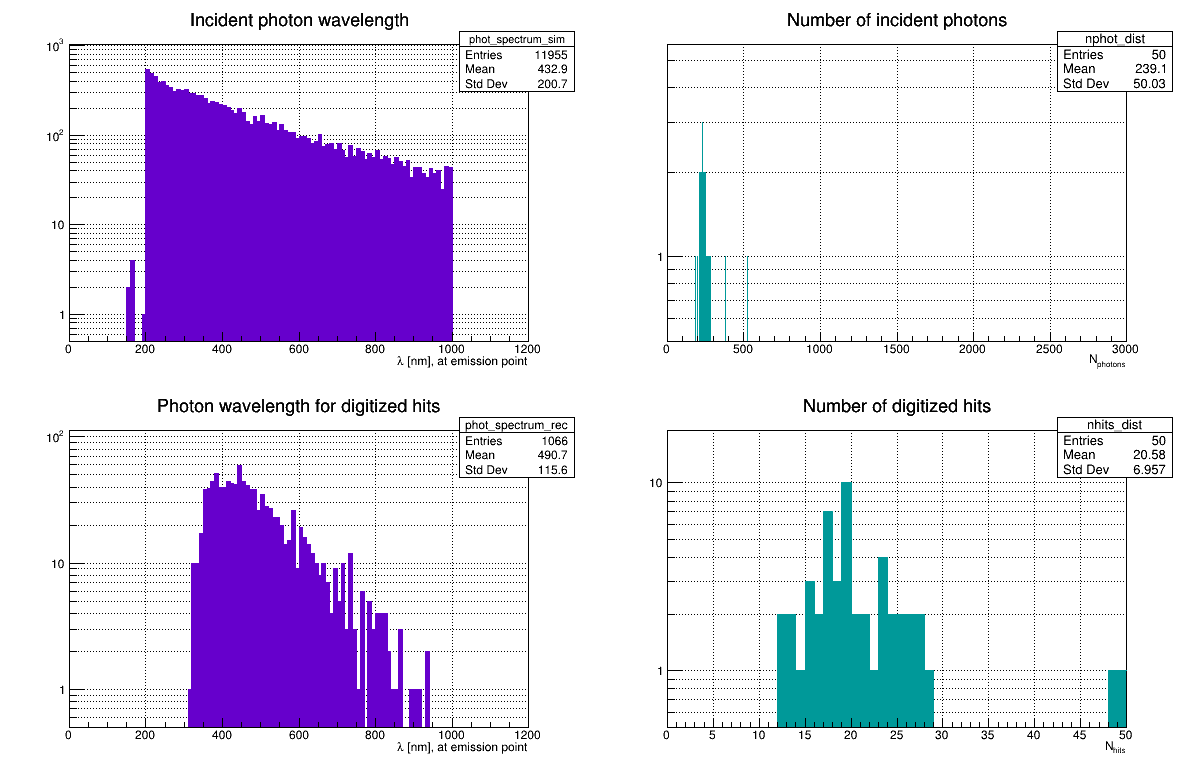 Incident photon wavelength
phot_spectrum_sim
Entries 11955
Mean 432.9
Std Dev 200.7
10³
10²
10
1
0 200 400 600 800 1000 1200
λ [nm], at emission point
Number of incident photons
nphot_dist
Entries 50
Mean 239.1
Std Dev 50.03
1
0 500 1000 1500 2000 2500 3000
Nphotons
Photon wavelength for digitized hits
phot_spectrum_rec
Entries 1066
Mean 490.7
Std Dev 115.6
10²
10
1
0 200 400 600 800 1000 1200
λ [nm], at emission point
Number of digitized hits
nhits_dist
Entries 50
Mean 20.58
Std Dev 6.957
10
1
0 5 10 15 20 25 30 35 40 45 50
Nhits